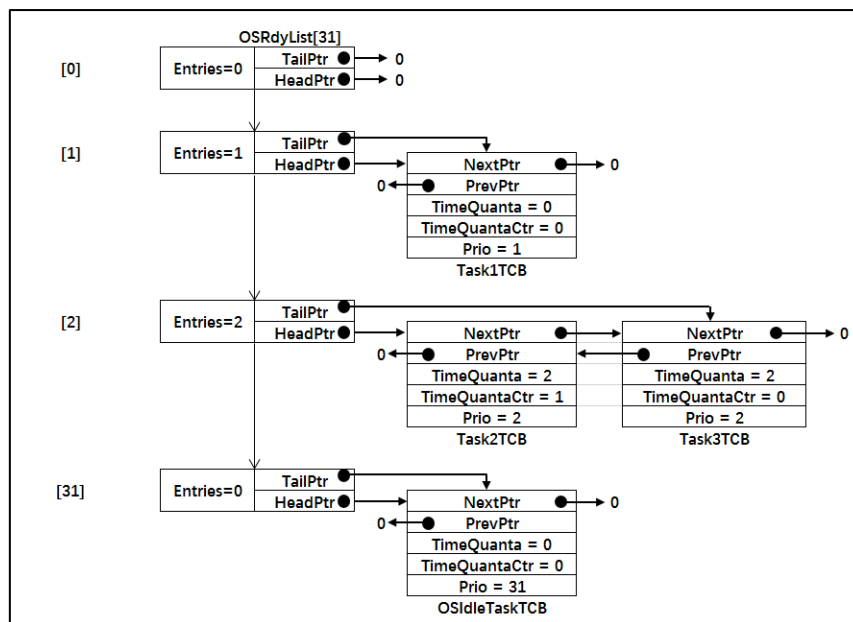 OSRdyList[31]
[0]
Entries=0
TailPtr
0
HeadPtr
0
[1]
Entries=1
TailPtr
HeadPtr
NextPtr
0
0
PrevPtr
TimeQuanta = 0
TimeQuantaCtr = 0
Prio = 1
Task1TCB
[2]
Entries=2
TailPtr
HeadPtr
NextPtr
NextPtr
0
0
PrevPtr
PrevPtr
TimeQuanta = 2
TimeQuanta = 2
TimeQuantaCtr = 1
TimeQuantaCtr = 0
Prio = 2
Prio = 2
Task2TCB
Task3TCB
[31]
Entries=0
TailPtr
HeadPtr
NextPtr
0
0
PrevPtr
TimeQuanta = 0
TimeQuantaCtr = 0
Prio = 31
OSIdleTaskTCB